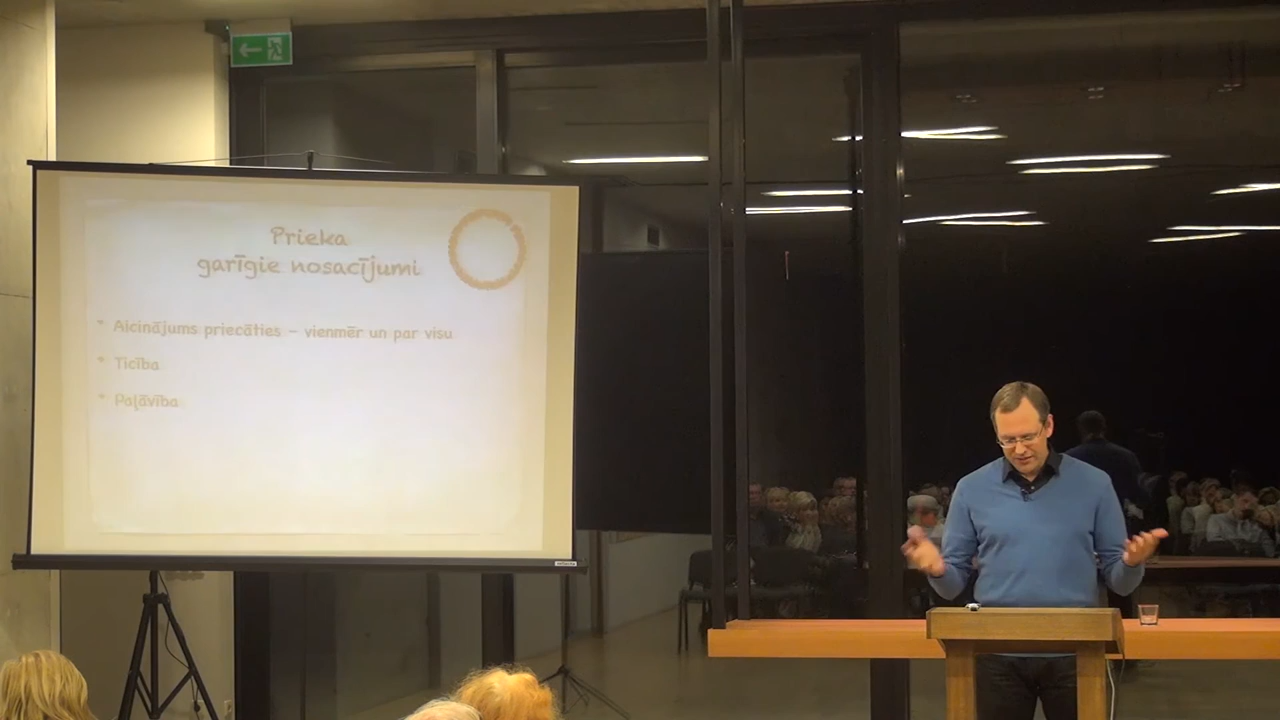 Prieka
garīgie nosacījumi
* Aicinājums priecāties – vienmēr un par visu
* Ticība
* Paļāvība